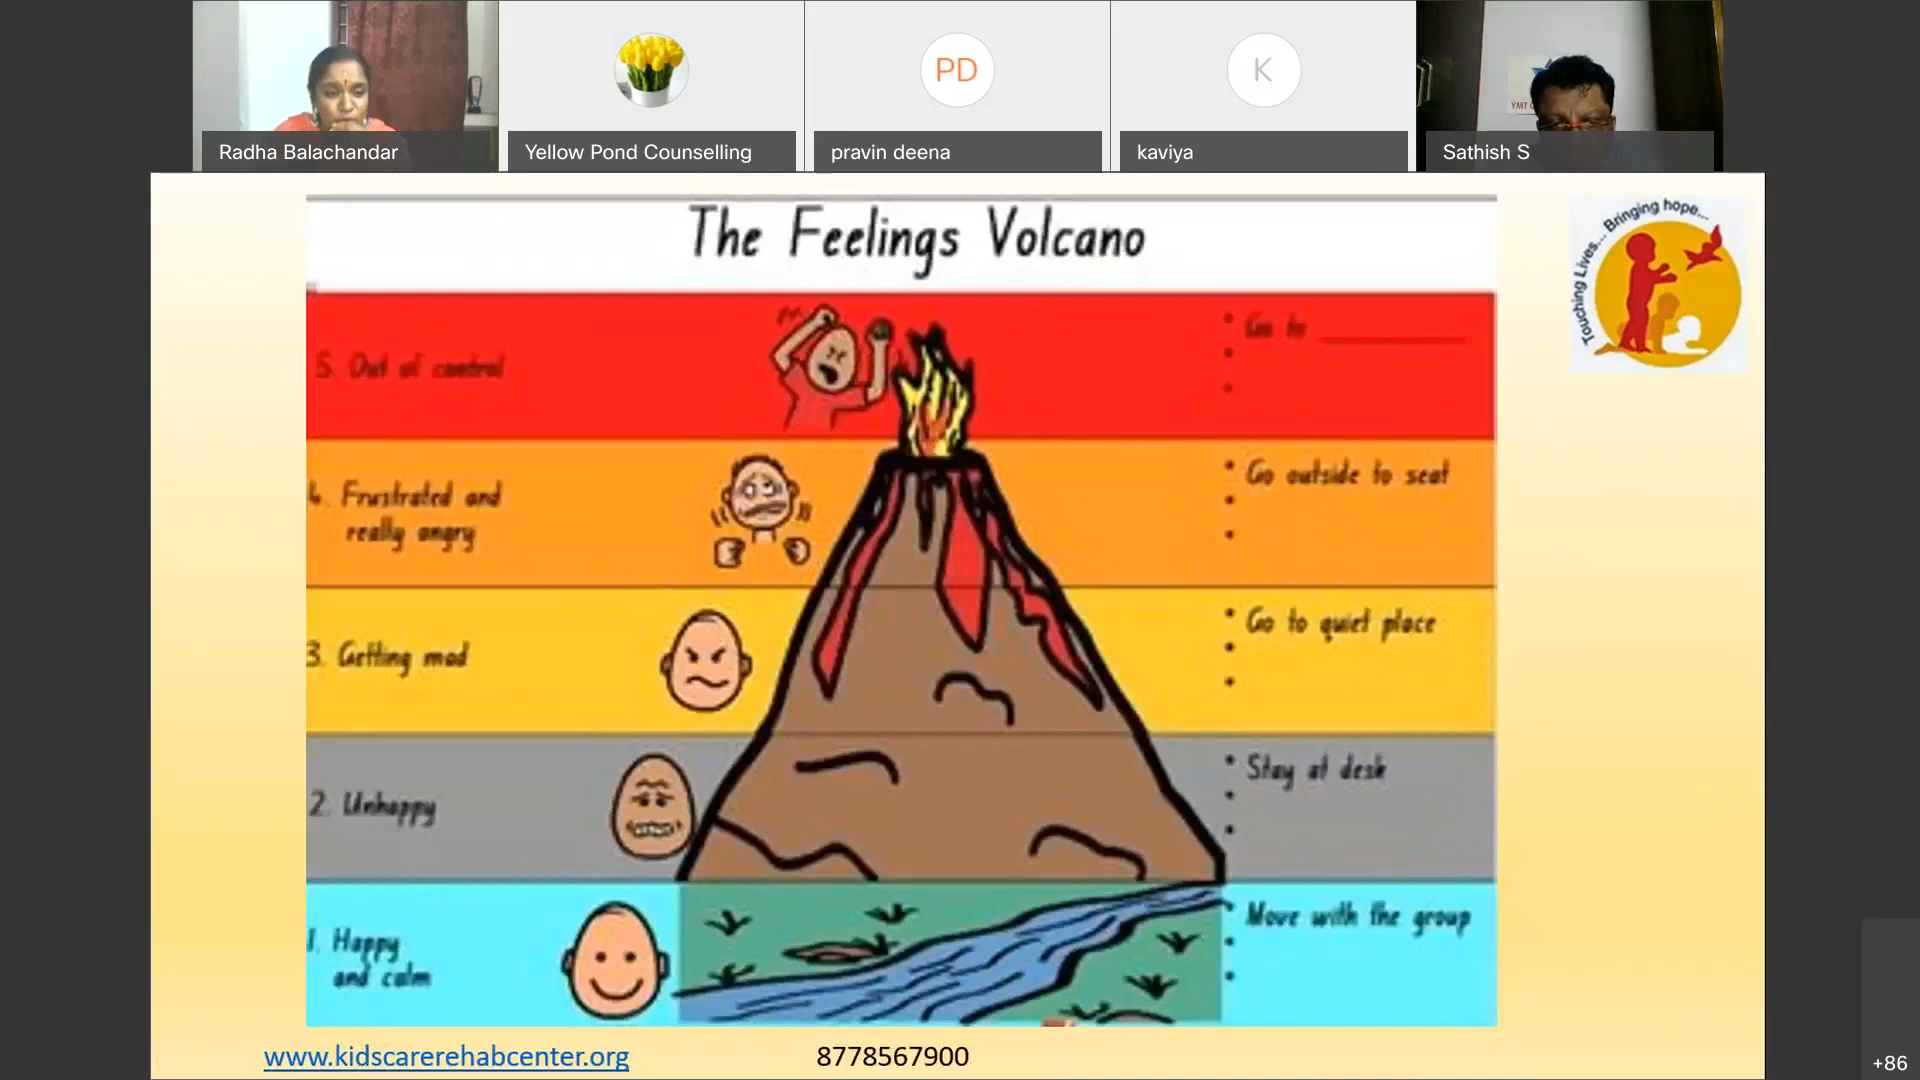 PD
K
YMT
Radha Balachandar
Yellow Pond Counselling
pravin deena
kaviya
Sathish S
The Feelings Volcano
Touching Lives... Bringing hope...
5. Out of control
• Go to ____________
4. Frustrated and
really angry
• Go outside to seat
3. Getting mad
• Go to quiet place
2. Unhappy
• Stay at desk
1. Happy
and calm
• Move with the group
www.kidscarerehabcenter.org
8778567900
+86